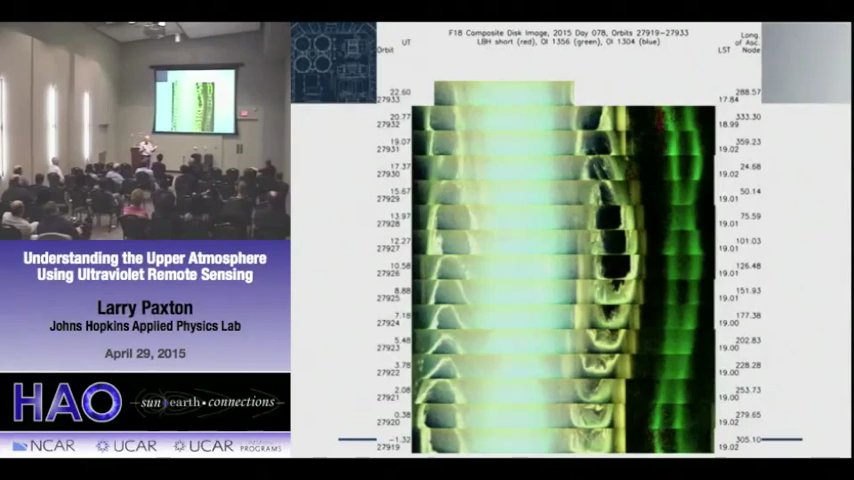 Understanding the Upper Atmosphere
Using Ultraviolet Remote Sensing
Larry Paxton
Johns Hopkins Applied Physics Lab
April 29, 2015
HAO
sun earth • connections
NCAR UCAR UCAR
PROGRAMS
F18 Composite Disk Image, 2015 Day 078, Orbits 27919-27933
LBH short (red), OI 1356 (green), OI 1304 (blue)
UT
Orbit
Long.
of Asc.
Node
LST
22.60 288.57
27933 17.84
20.77 333.30
27932 18.99
19.07 359.23
27931 19.02
17.37 24.68
27930 19.02
15.67 50.14
27929 19.01
13.97 75.59
27928 19.01
12.27 101.03
27927 19.01
10.58 126.48
27926 19.01
8.88 151.93
27925 19.01
7.18 177.38
27924 19.00
5.48 202.83
27923 19.00
3.78 228.28
27922 19.00
2.08 253.73
27921 19.00
0.38 279.65
27920 19.02
-1.32 305.10
27919 19.02